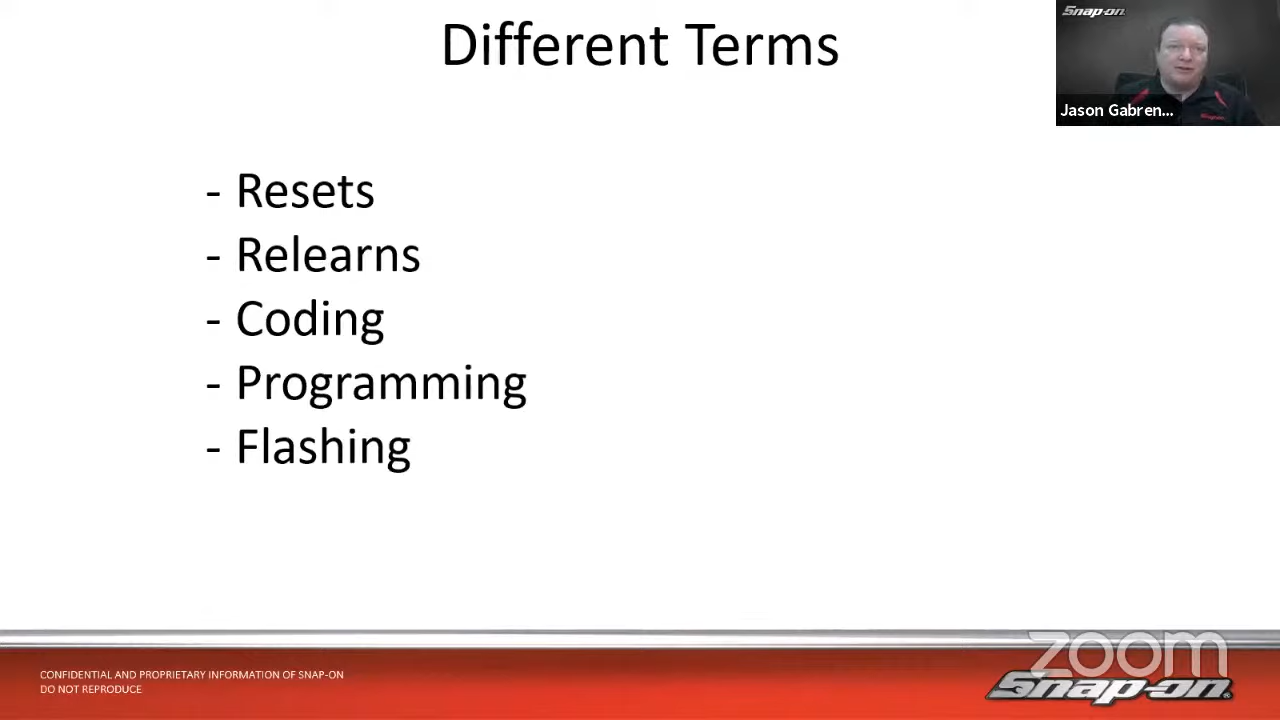 Different Terms
Snap-on
Jason Gabren...
- Resets
- Relearns
- Coding
- Programming
- Flashing
CONFIDENTIAL AND PROPRIETARY INFORMATION OF SNAP-ON
DO NOT REPRODUCE
zoom
Snap-on®